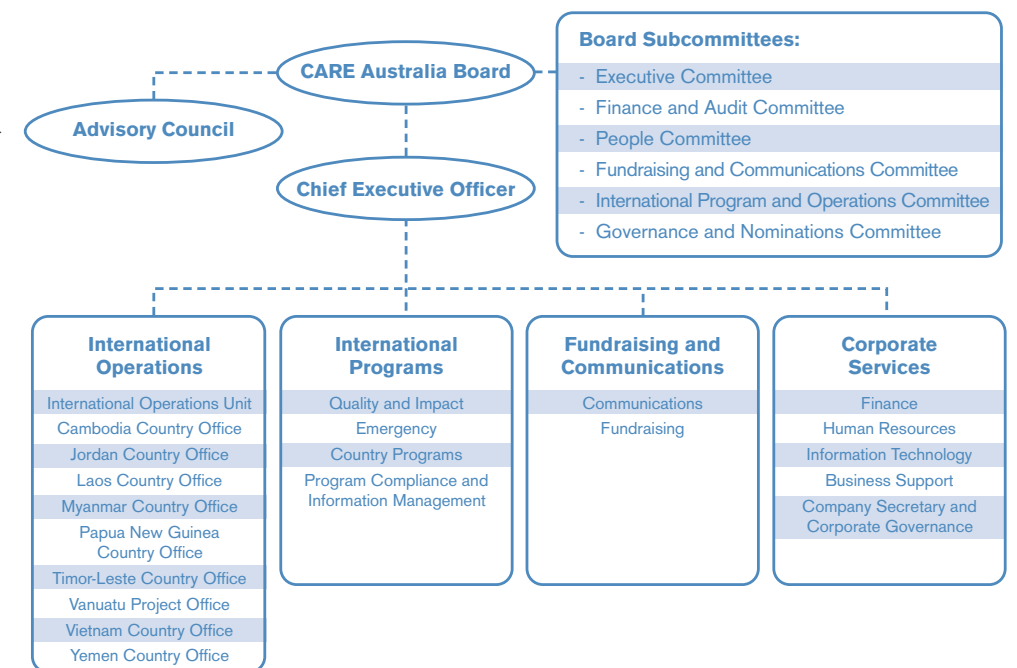 CARE Australia Board
Advisory Council
Chief Executive Officer
Board Subcommittees:
- Executive Committee
- Finance and Audit Committee
- People Committee
- Fundraising and Communications Committee
- International Program and Operations Committee
- Governance and Nominations Committee
International
Operations
International Operations Unit
Cambodia Country Office
Jordan Country Office
Laos Country Office
Myanmar Country Office
Papua New Guinea
Country Office
Timor-Leste Country Office
Vanuatu Project Office
Vietnam Country Office
Yemen Country Office
International
Programs
Quality and Impact
Emergency
Country Programs
Program Compliance and
Information Management
Fundraising and
Communications
Communications
Fundraising
Corporate
Services
Finance
Human Resources
Information Technology
Business Support
Company Secretary and
Corporate Governance